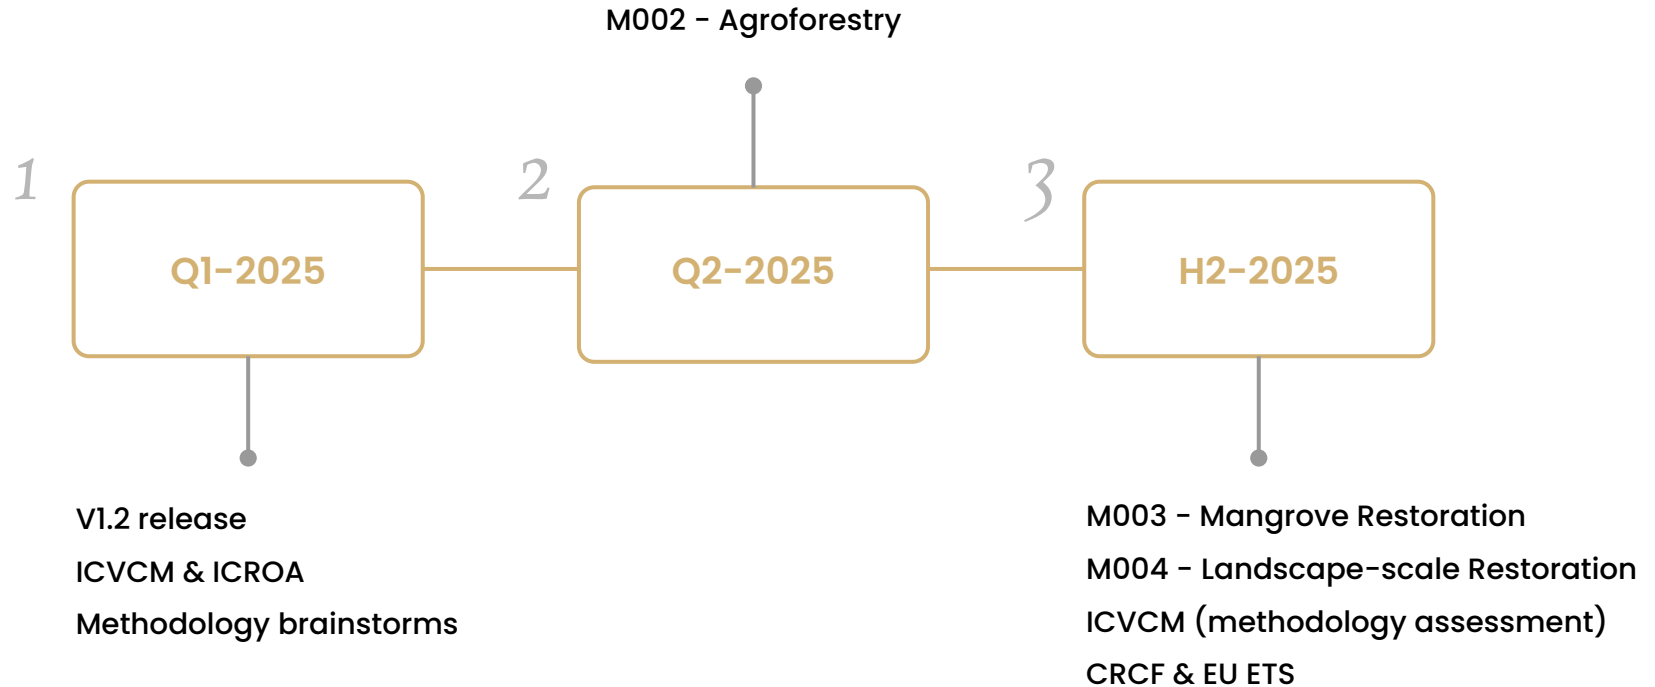 M002 - Agroforestry
1
2
3
Q1-2025
Q2-2025
H2-2025
V1.2 release
ICVCM & ICROA
Methodology brainstorms
M003 - Mangrove Restoration
M004 - Landscape-scale Restoration
ICVCM (methodology assessment)
CRCF & EU ETS